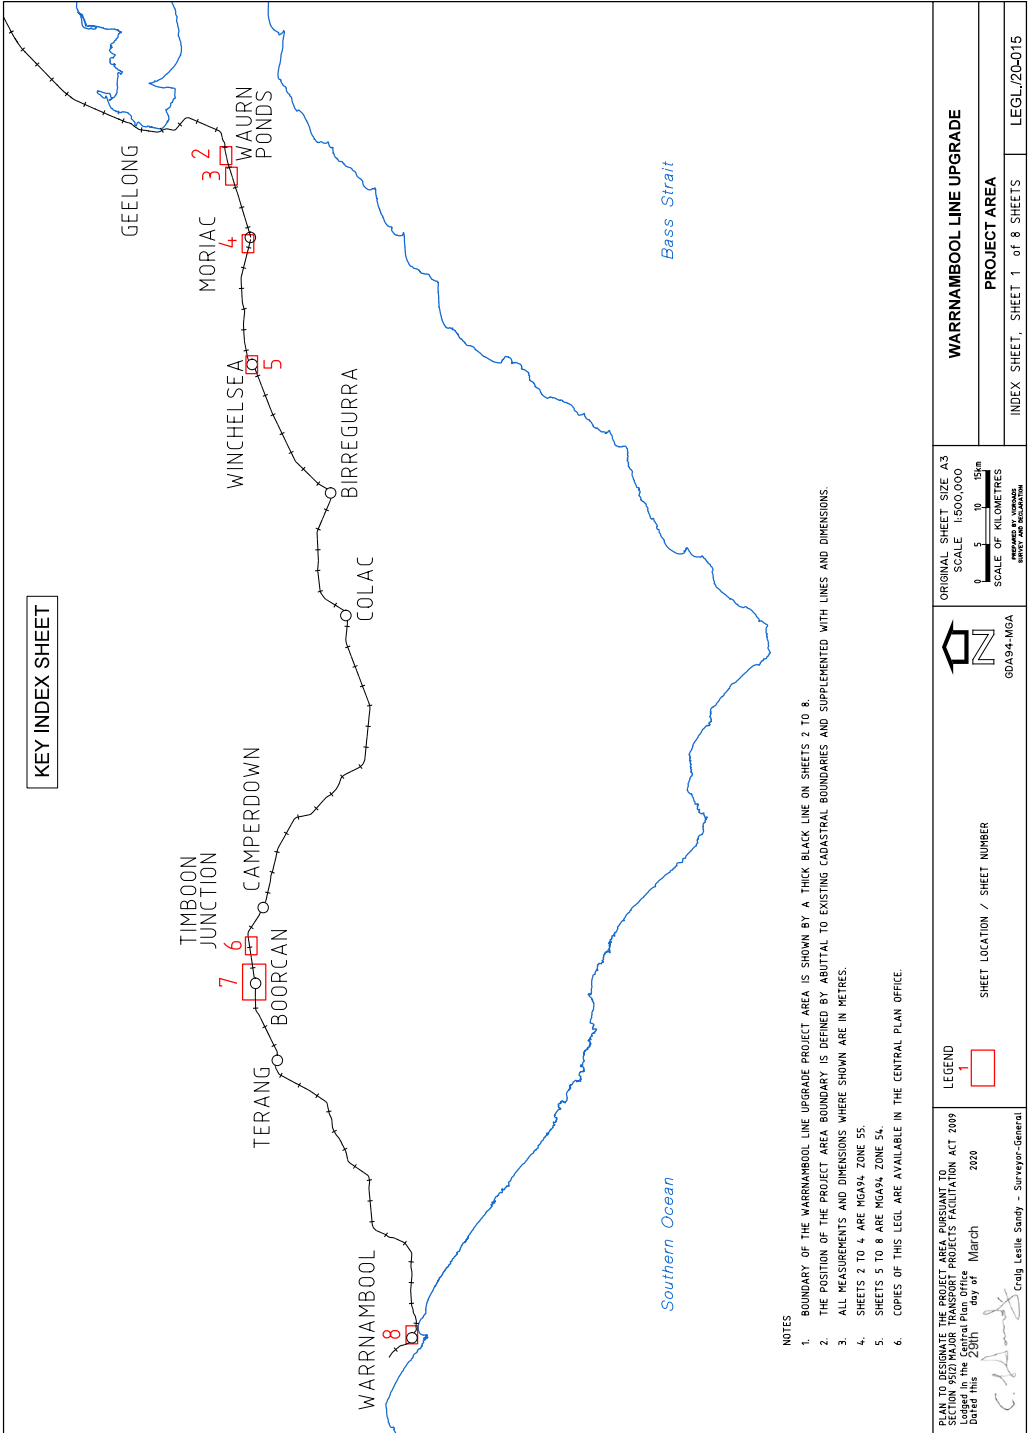 KEY INDEX SHEET
GEELONG
2
3
WAURN
PONDS
MORIAC
4
WINCHELSEA
5
BIRREGURRA
COLAC
CAMPERDOWN
TIMBOON
JUNCTION
6
7
BOORCAN
TERANG
WARRNAMBOOL
8
Bass Strait
Southern Ocean
NOTES
1. BOUNDARY OF THE WARRNAMBOOL LINE UPGRADE PROJECT AREA IS SHOWN BY A THICK BLACK LINE ON SHEETS 2 TO 8.
2. THE POSITION OF THE PROJECT AREA BOUNDARY IS DEFINED BY ABUTTAL TO EXISTING CADASTRAL BOUNDARIES AND SUPPLEMENTED WITH LINES AND DIMENSIONS.
3. ALL MEASUREMENTS AND DIMENSIONS WHERE SHOWN ARE IN METRES.
4. SHEETS 2 TO 4 ARE MGA94 ZONE 55.
5. SHEETS 5 TO 8 ARE MGA94 ZONE 54.
6. COPIES OF THIS LEGL ARE AVAILABLE IN THE CENTRAL PLAN OFFICE.
PLAN TO DESIGNATE THE PROJECT AREA PURSUANT TO
SECTION 95(2) MAJOR TRANSPORT PROJECTS FACILITATION ACT 2009
Lodged in the Central Plan Office
Dated this 29th day of March 2020
Craig Leslie Sandy - Surveyor-General
LEGEND
1
SHEET LOCATION / SHEET NUMBER
N
GDA94-MGA
ORIGINAL SHEET SIZE A3
SCALE 1:500,000
0 5 10 15km
SCALE OF KILOMETRES
PREPARED BY VICROADS
SURVEY AND DECLARATION
WARRNAMBOOL LINE UPGRADE
PROJECT AREA
INDEX SHEET, SHEET 1 of 8 SHEETS
LEGL./20-015